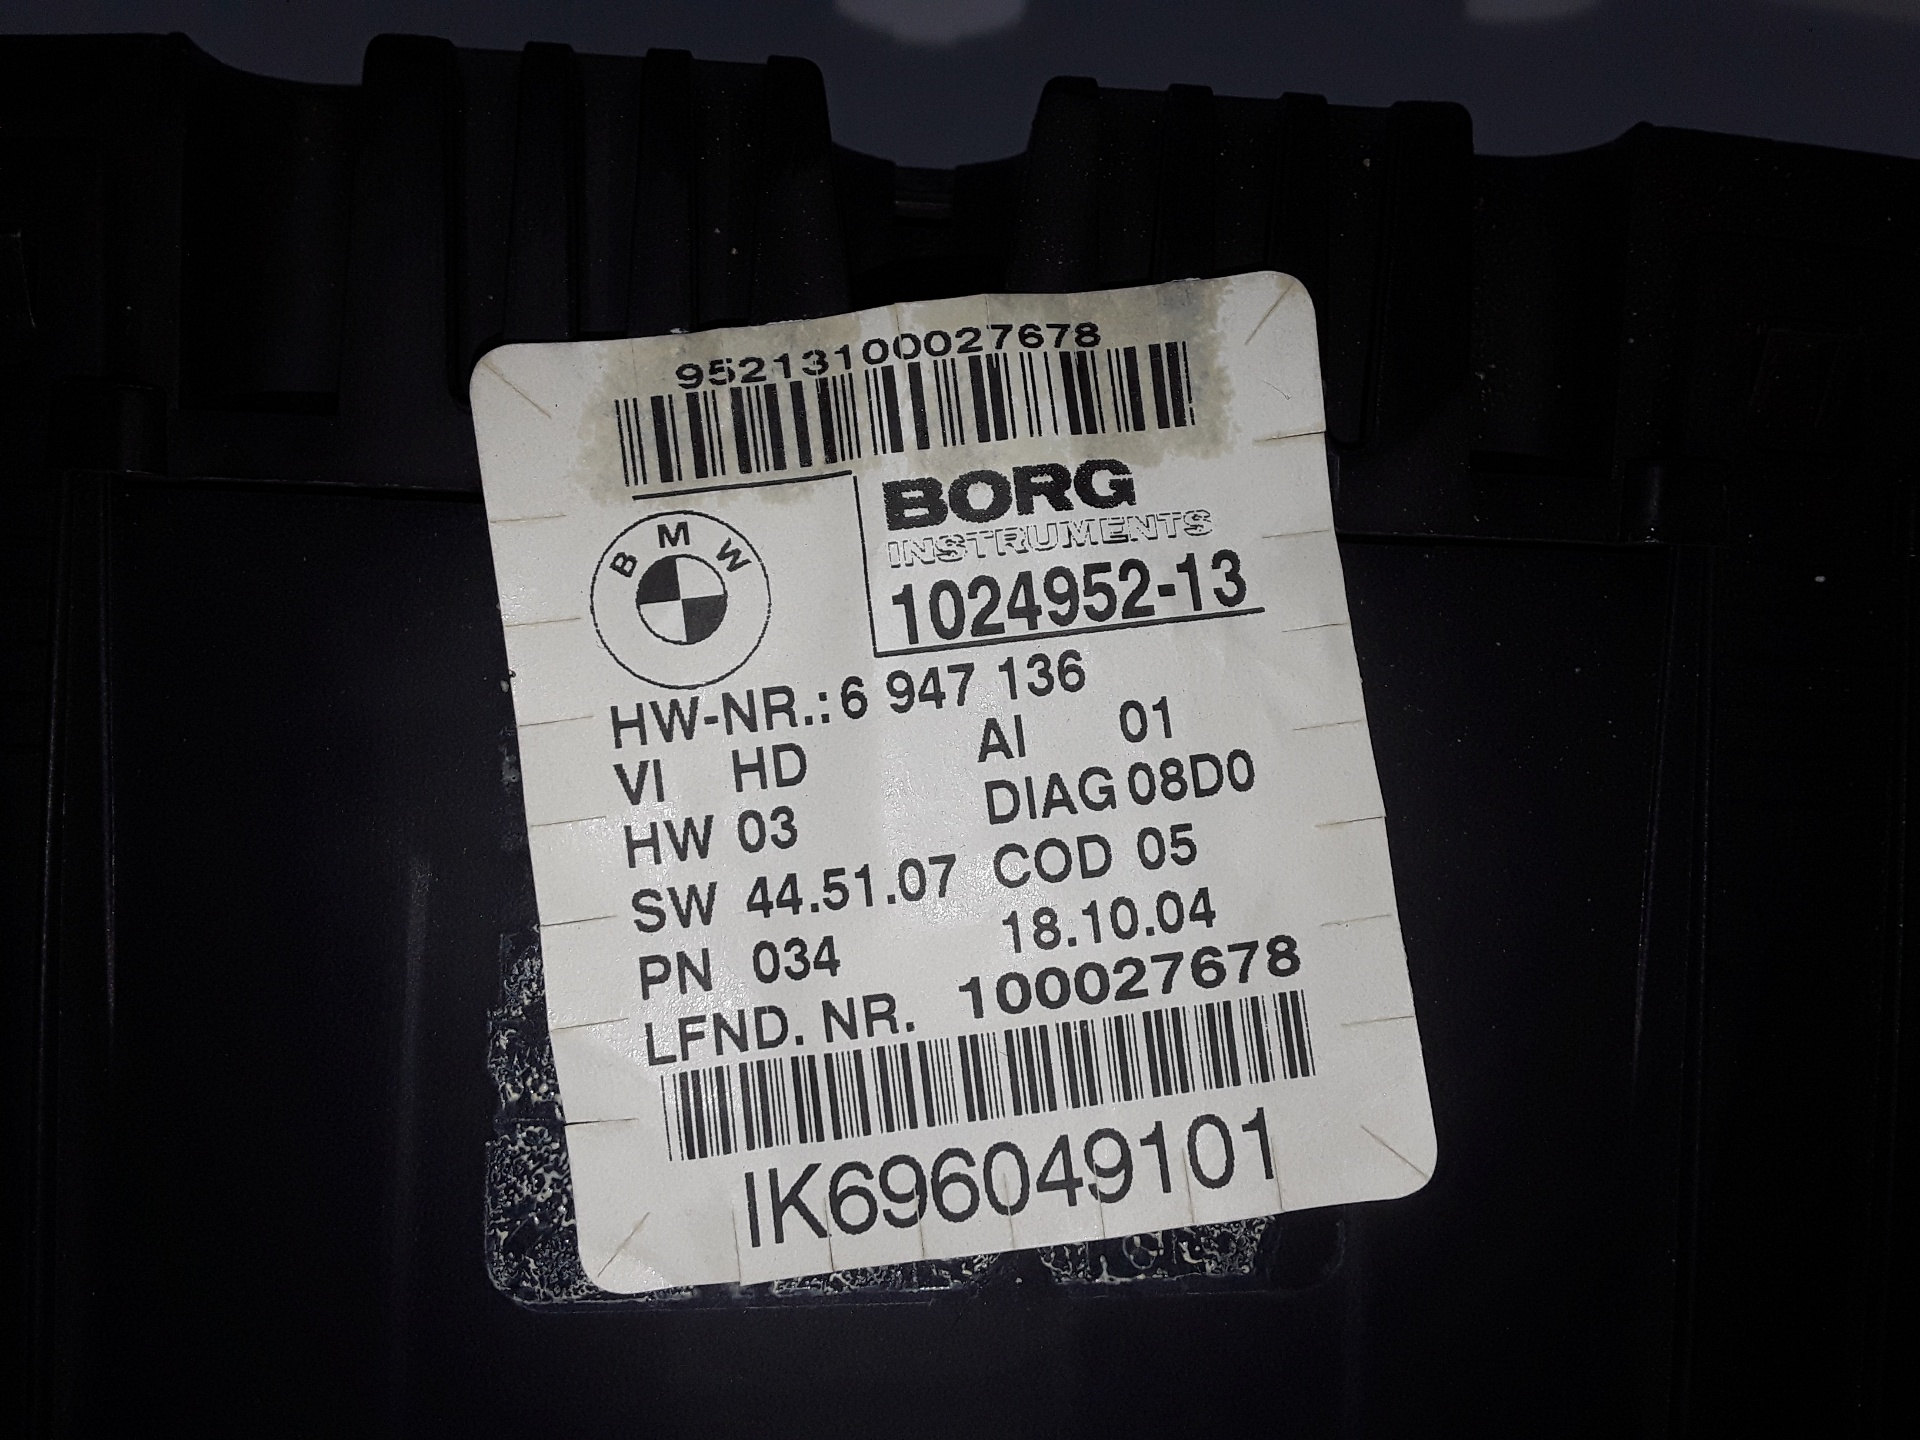 95213100027678
BMW
BORG
INSTRUMENTS
1024952-13
HW-NR.: 6 947 136
VI HD AI 01
HW 03 DIAG 08D0
SW 44.51.07 COD 05
PN 034 18.10.04
LFND. NR. 100027678
IK696049101